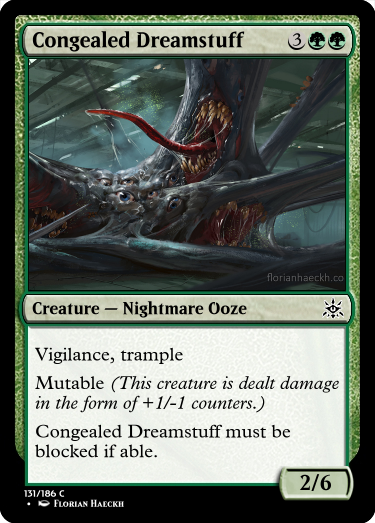 Congealed Dreamstuff 3
florianhaeckh.co
Creature — Nightmare Ooze
Vigilance, trample
Mutable (This creature is dealt damage
in the form of +1/-1 counters.)
Congealed Dreamstuff must be
blocked if able.
2/6
131/186 C
• Florian Haeckh